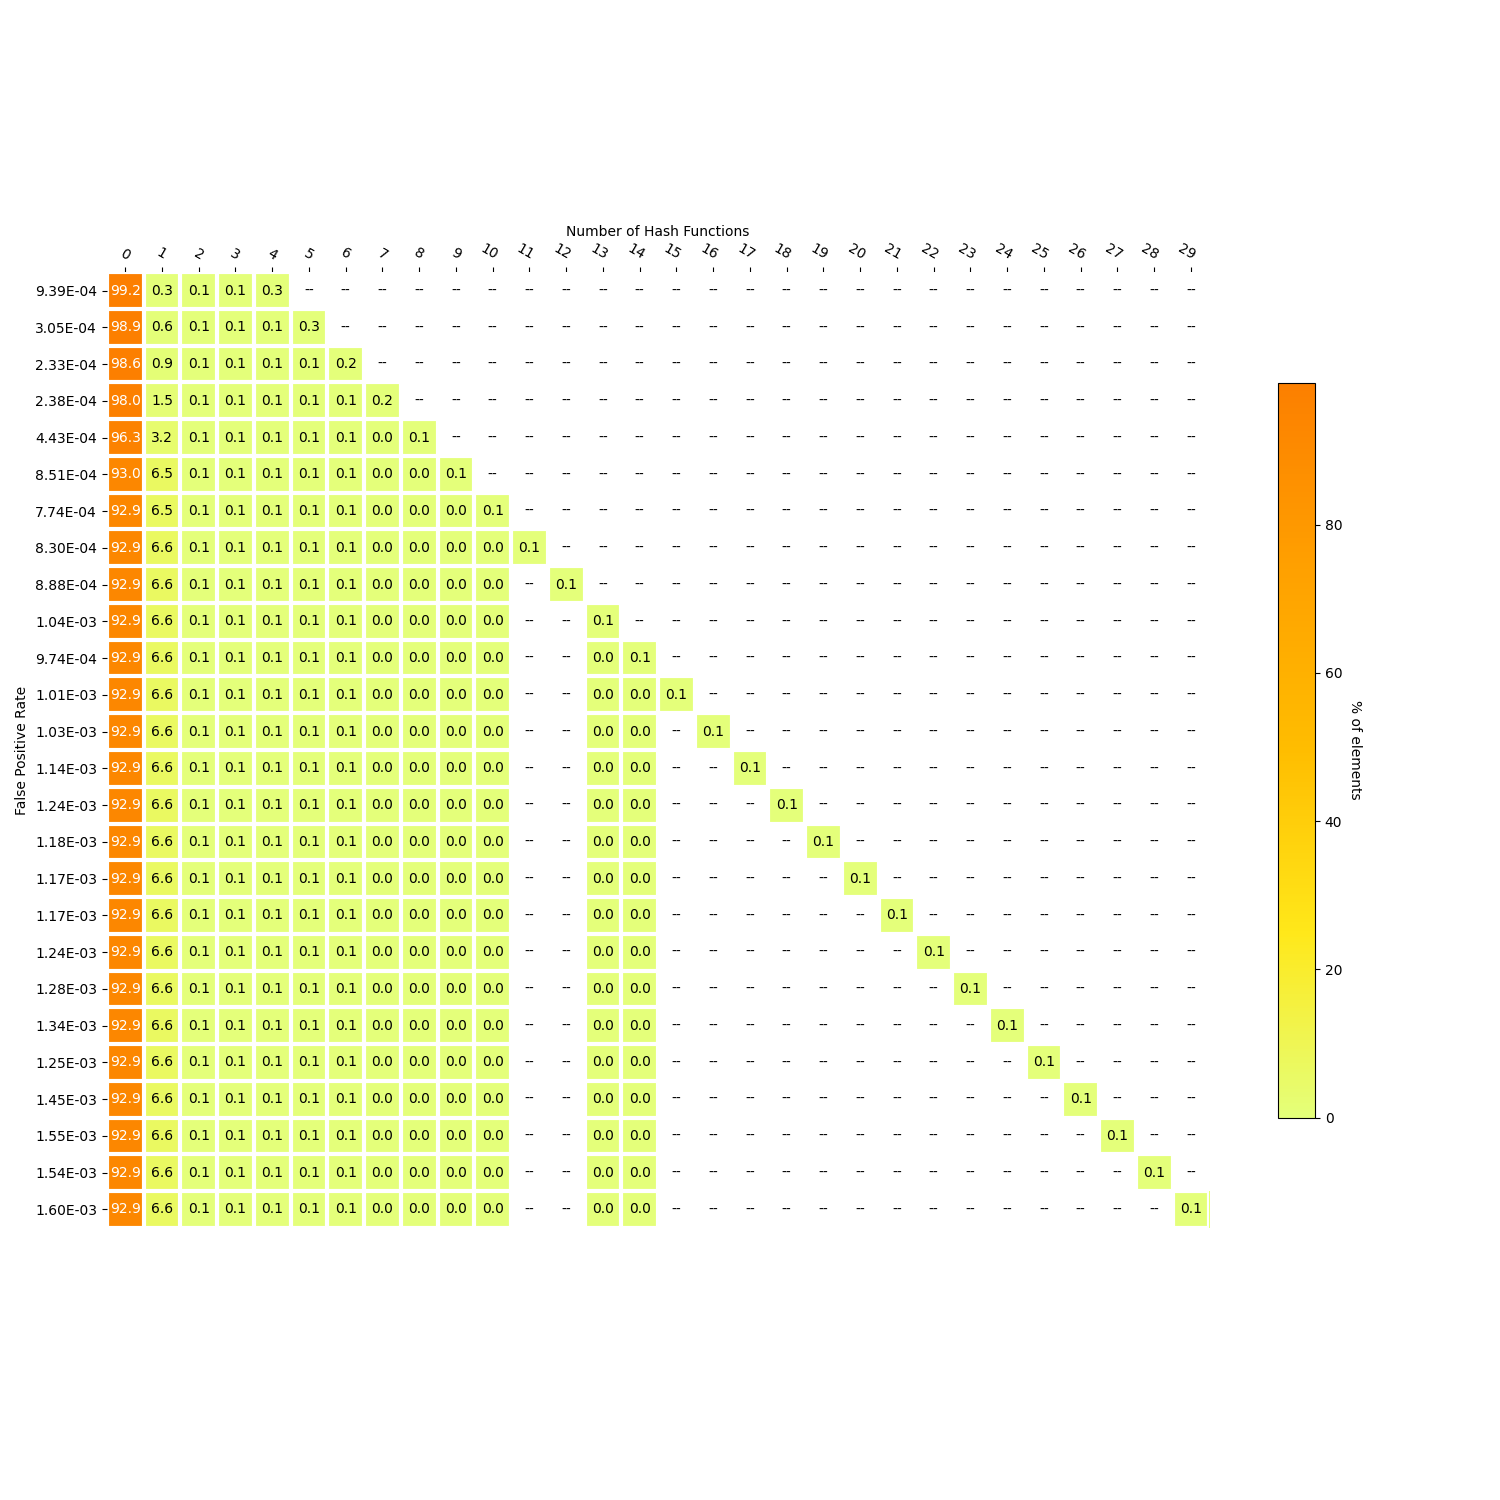 Number of Hash Functions
0 1 2 3 4 5 6 7 8 9 10 11 12 13 14 15 16 17 18 19 20 21 22 23 24 25 26 27 28 29
9.39E-04 99.2 0.3 0.1 0.1 0.3 -- -- -- -- -- -- -- -- -- -- -- -- -- -- -- -- -- -- -- -- -- -- -- -- --
3.05E-04 98.9 0.6 0.1 0.1 0.1 0.3 -- -- -- -- -- -- -- -- -- -- -- -- -- -- -- -- -- -- -- -- -- -- -- --
2.33E-04 98.6 0.9 0.1 0.1 0.1 0.1 0.2 -- -- -- -- -- -- -- -- -- -- -- -- -- -- -- -- -- -- -- -- -- -- --
2.38E-04 98.0 1.5 0.1 0.1 0.1 0.1 0.1 0.2 -- -- -- -- -- -- -- -- -- -- -- -- -- -- -- -- -- -- -- -- -- --
4.43E-04 96.3 3.2 0.1 0.1 0.1 0.1 0.1 0.0 0.1 -- -- -- -- -- -- -- -- -- -- -- -- -- -- -- -- -- -- -- -- --
8.51E-04 93.0 6.5 0.1 0.1 0.1 0.1 0.1 0.0 0.0 0.1 -- -- -- -- -- -- -- -- -- -- -- -- -- -- -- -- -- -- -- --
7.74E-04 92.9 6.5 0.1 0.1 0.1 0.1 0.1 0.0 0.0 0.0 0.1 -- -- -- -- -- -- -- -- -- -- -- -- -- -- -- -- -- -- --
8.30E-04 92.9 6.6 0.1 0.1 0.1 0.1 0.1 0.0 0.0 0.0 0.0 0.1 -- -- -- -- -- -- -- -- -- -- -- -- -- -- -- -- -- --
8.88E-04 92.9 6.6 0.1 0.1 0.1 0.1 0.1 0.0 0.0 0.0 0.0 -- 0.1 -- -- -- -- -- -- -- -- -- -- -- -- -- -- -- -- --
1.04E-03 92.9 6.6 0.1 0.1 0.1 0.1 0.1 0.0 0.0 0.0 0.0 -- -- 0.1 -- -- -- -- -- -- -- -- -- -- -- -- -- -- -- --
9.74E-04 92.9 6.6 0.1 0.1 0.1 0.1 0.1 0.0 0.0 0.0 0.0 -- -- 0.0 0.1 -- -- -- -- -- -- -- -- -- -- -- -- -- -- --
1.01E-03 92.9 6.6 0.1 0.1 0.1 0.1 0.1 0.0 0.0 0.0 0.0 -- -- 0.0 0.0 0.1 -- -- -- -- -- -- -- -- -- -- -- -- -- --
1.03E-03 92.9 6.6 0.1 0.1 0.1 0.1 0.1 0.0 0.0 0.0 0.0 -- -- 0.0 0.0 -- 0.1 -- -- -- -- -- -- -- -- -- -- -- -- --
1.14E-03 92.9 6.6 0.1 0.1 0.1 0.1 0.1 0.0 0.0 0.0 0.0 -- -- 0.0 0.0 -- -- 0.1 -- -- -- -- -- -- -- -- -- -- -- --
1.24E-03 92.9 6.6 0.1 0.1 0.1 0.1 0.1 0.0 0.0 0.0 0.0 -- -- 0.0 0.0 -- -- -- 0.1 -- -- -- -- -- -- -- -- -- -- --
1.18E-03 92.9 6.6 0.1 0.1 0.1 0.1 0.1 0.0 0.0 0.0 0.0 -- -- 0.0 0.0 -- -- -- -- 0.1 -- -- -- -- -- -- -- -- -- --
1.17E-03 92.9 6.6 0.1 0.1 0.1 0.1 0.1 0.0 0.0 0.0 0.0 -- -- 0.0 0.0 -- -- -- -- -- 0.1 -- -- -- -- -- -- -- -- --
1.17E-03 92.9 6.6 0.1 0.1 0.1 0.1 0.1 0.0 0.0 0.0 0.0 -- -- 0.0 0.0 -- -- -- -- -- -- 0.1 -- -- -- -- -- -- -- --
1.24E-03 92.9 6.6 0.1 0.1 0.1 0.1 0.1 0.0 0.0 0.0 0.0 -- -- 0.0 0.0 -- -- -- -- -- -- -- 0.1 -- -- -- -- -- -- --
1.28E-03 92.9 6.6 0.1 0.1 0.1 0.1 0.1 0.0 0.0 0.0 0.0 -- -- 0.0 0.0 -- -- -- -- -- -- -- -- 0.1 -- -- -- -- -- --
1.34E-03 92.9 6.6 0.1 0.1 0.1 0.1 0.1 0.0 0.0 0.0 0.0 -- -- 0.0 0.0 -- -- -- -- -- -- -- -- -- 0.1 -- -- -- -- --
1.25E-03 92.9 6.6 0.1 0.1 0.1 0.1 0.1 0.0 0.0 0.0 0.0 -- -- 0.0 0.0 -- -- -- -- -- -- -- -- -- -- 0.1 -- -- -- --
1.45E-03 92.9 6.6 0.1 0.1 0.1 0.1 0.1 0.0 0.0 0.0 0.0 -- -- 0.0 0.0 -- -- -- -- -- -- -- -- -- -- -- 0.1 -- -- --
1.55E-03 92.9 6.6 0.1 0.1 0.1 0.1 0.1 0.0 0.0 0.0 0.0 -- -- 0.0 0.0 -- -- -- -- -- -- -- -- -- -- -- -- 0.1 -- --
1.54E-03 92.9 6.6 0.1 0.1 0.1 0.1 0.1 0.0 0.0 0.0 0.0 -- -- 0.0 0.0 -- -- -- -- -- -- -- -- -- -- -- -- -- 0.1 --
1.60E-03 92.9 6.6 0.1 0.1 0.1 0.1 0.1 0.0 0.0 0.0 0.0 -- -- 0.0 0.0 -- -- -- -- -- -- -- -- -- -- -- -- -- -- 0.1
False Positive Rate
80
60
40
20
0
% of elements